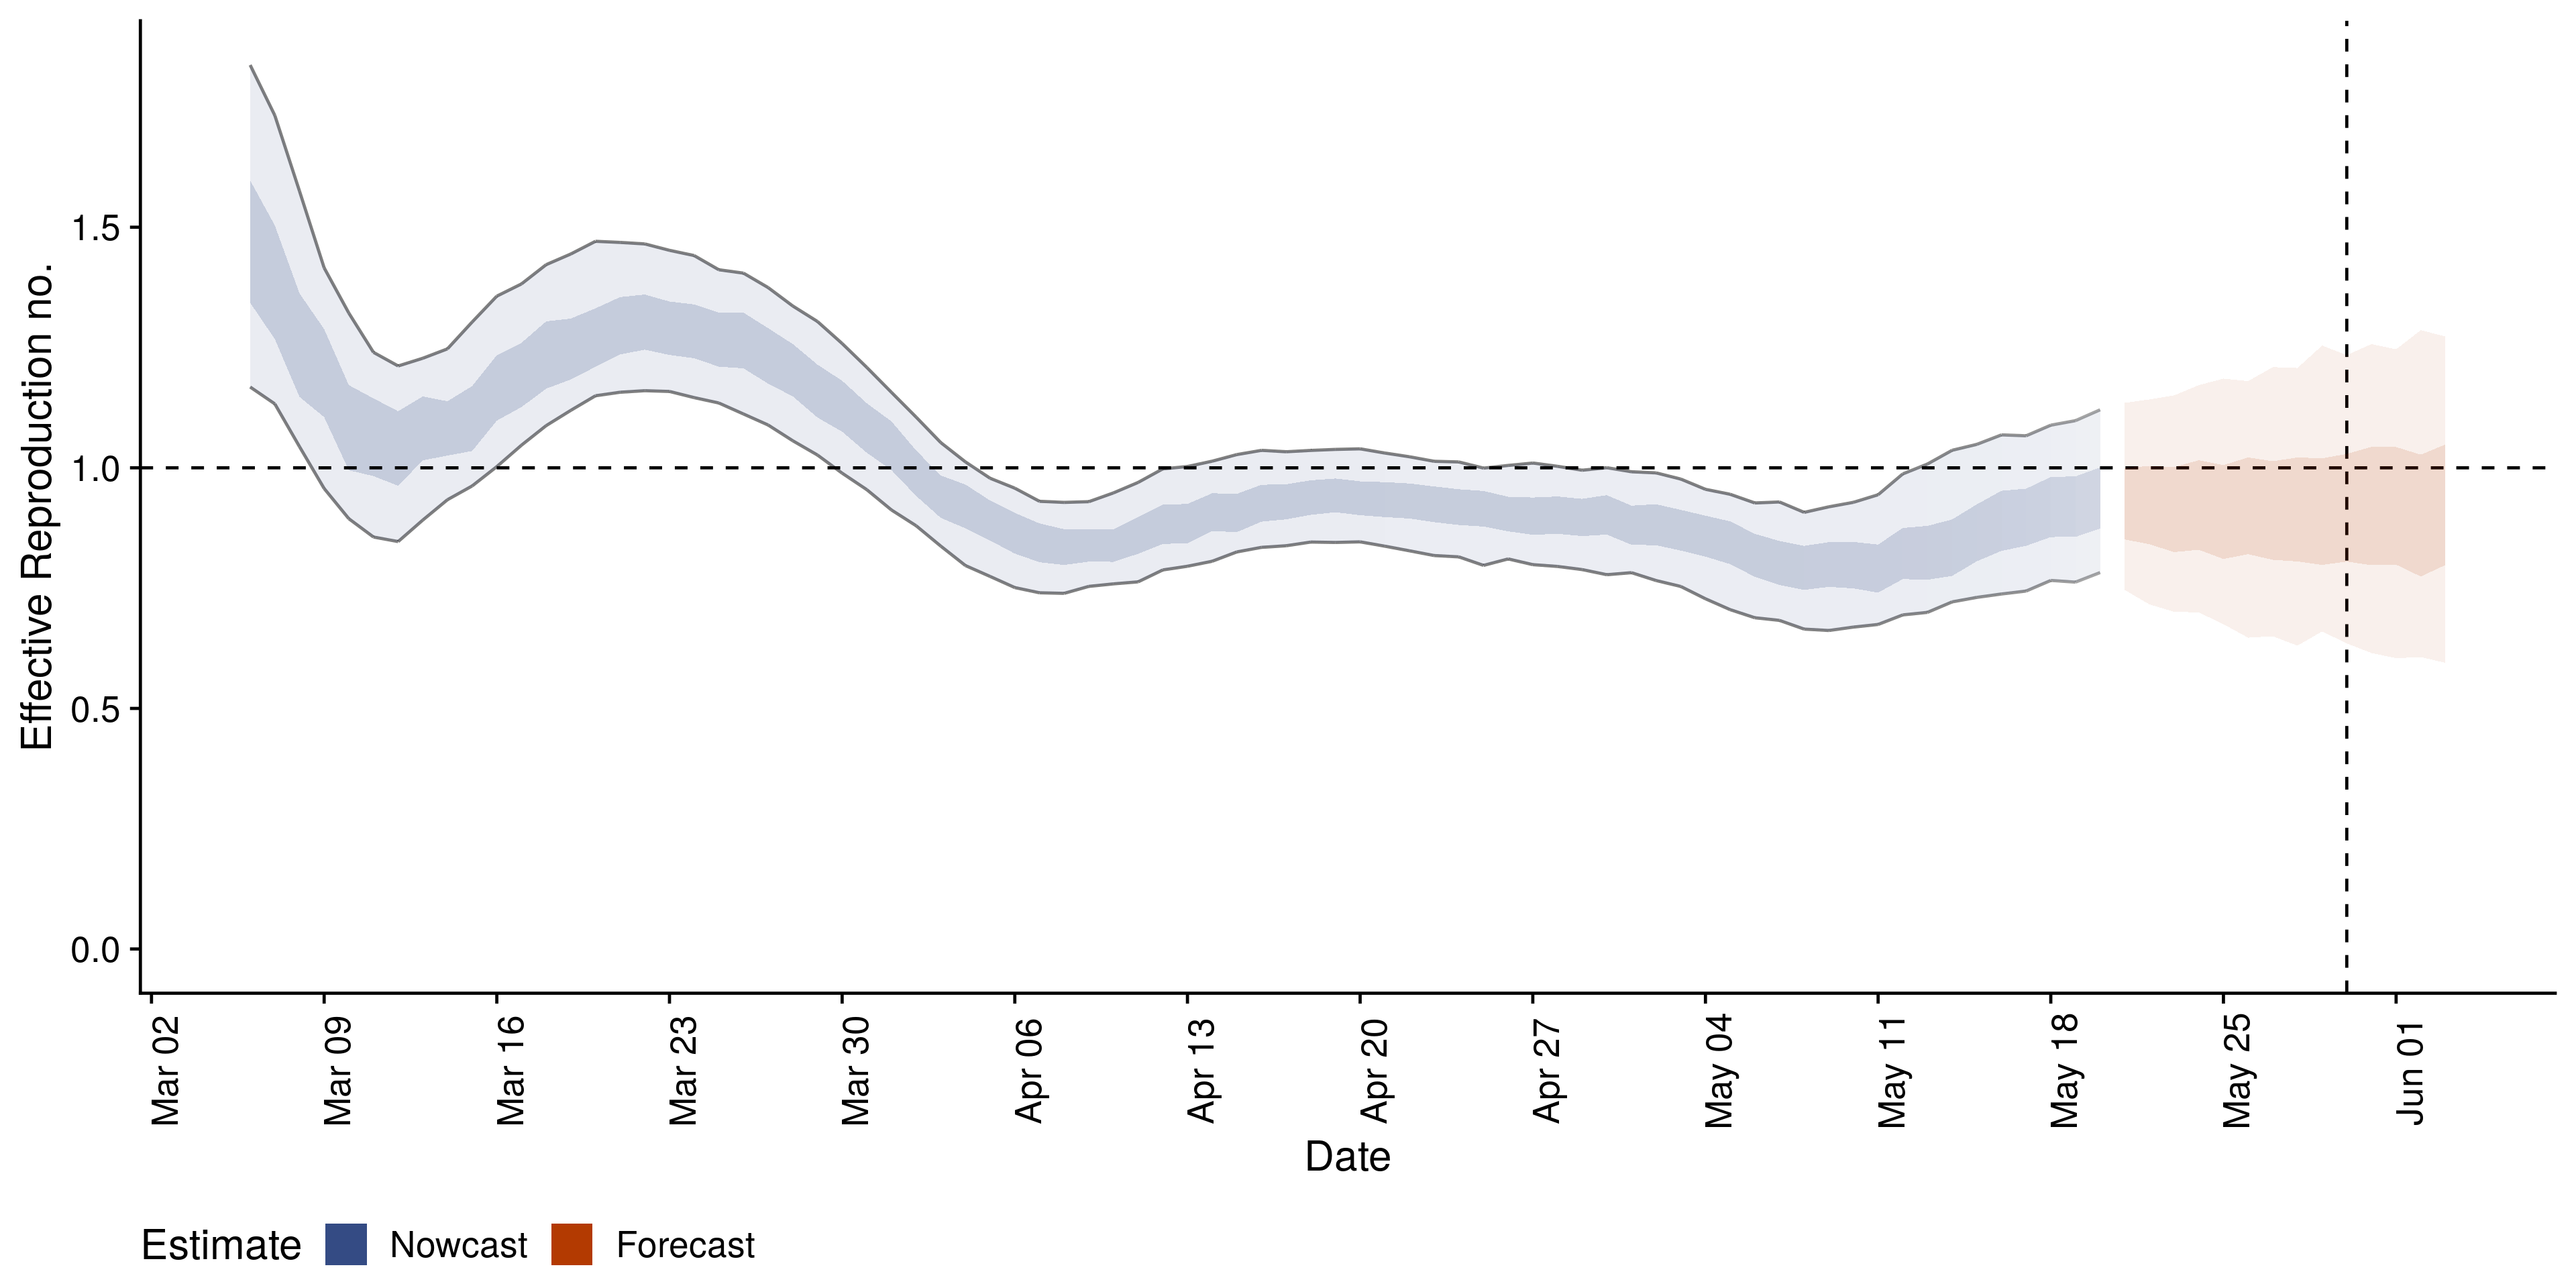 Effective Reproduction no.
1.5
1.0
0.5
0.0
Mar 02
Mar 09
Mar 16
Mar 23
Mar 30
Apr 06
Apr 13
Apr 20
Apr 27
May 04
May 11
May 18
May 25
Jun 01
Date
Estimate Nowcast Forecast